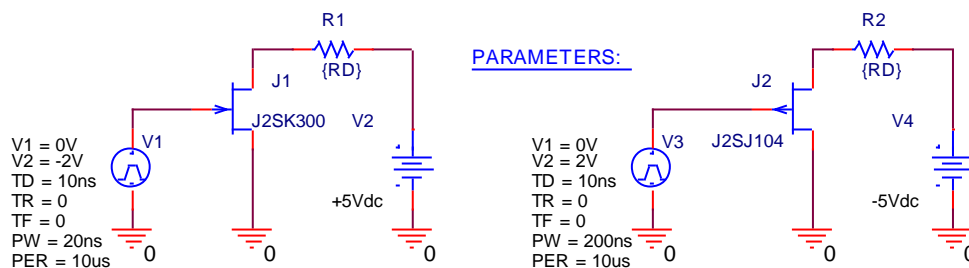 R1
{RD}
J1
J2SK300
V1
V2
+5Vdc
V1 = 0V
V2 = -2V
TD = 10ns
TR = 0
TF = 0
PW = 20ns
PER = 10us
0
0
0
PARAMETERS:
R2
{RD}
J2
J2SJ104
V3
V4
-5Vdc
V1 = 0V
V2 = 2V
TD = 10ns
TR = 0
TF = 0
PW = 200ns
PER = 10us
0
0
0